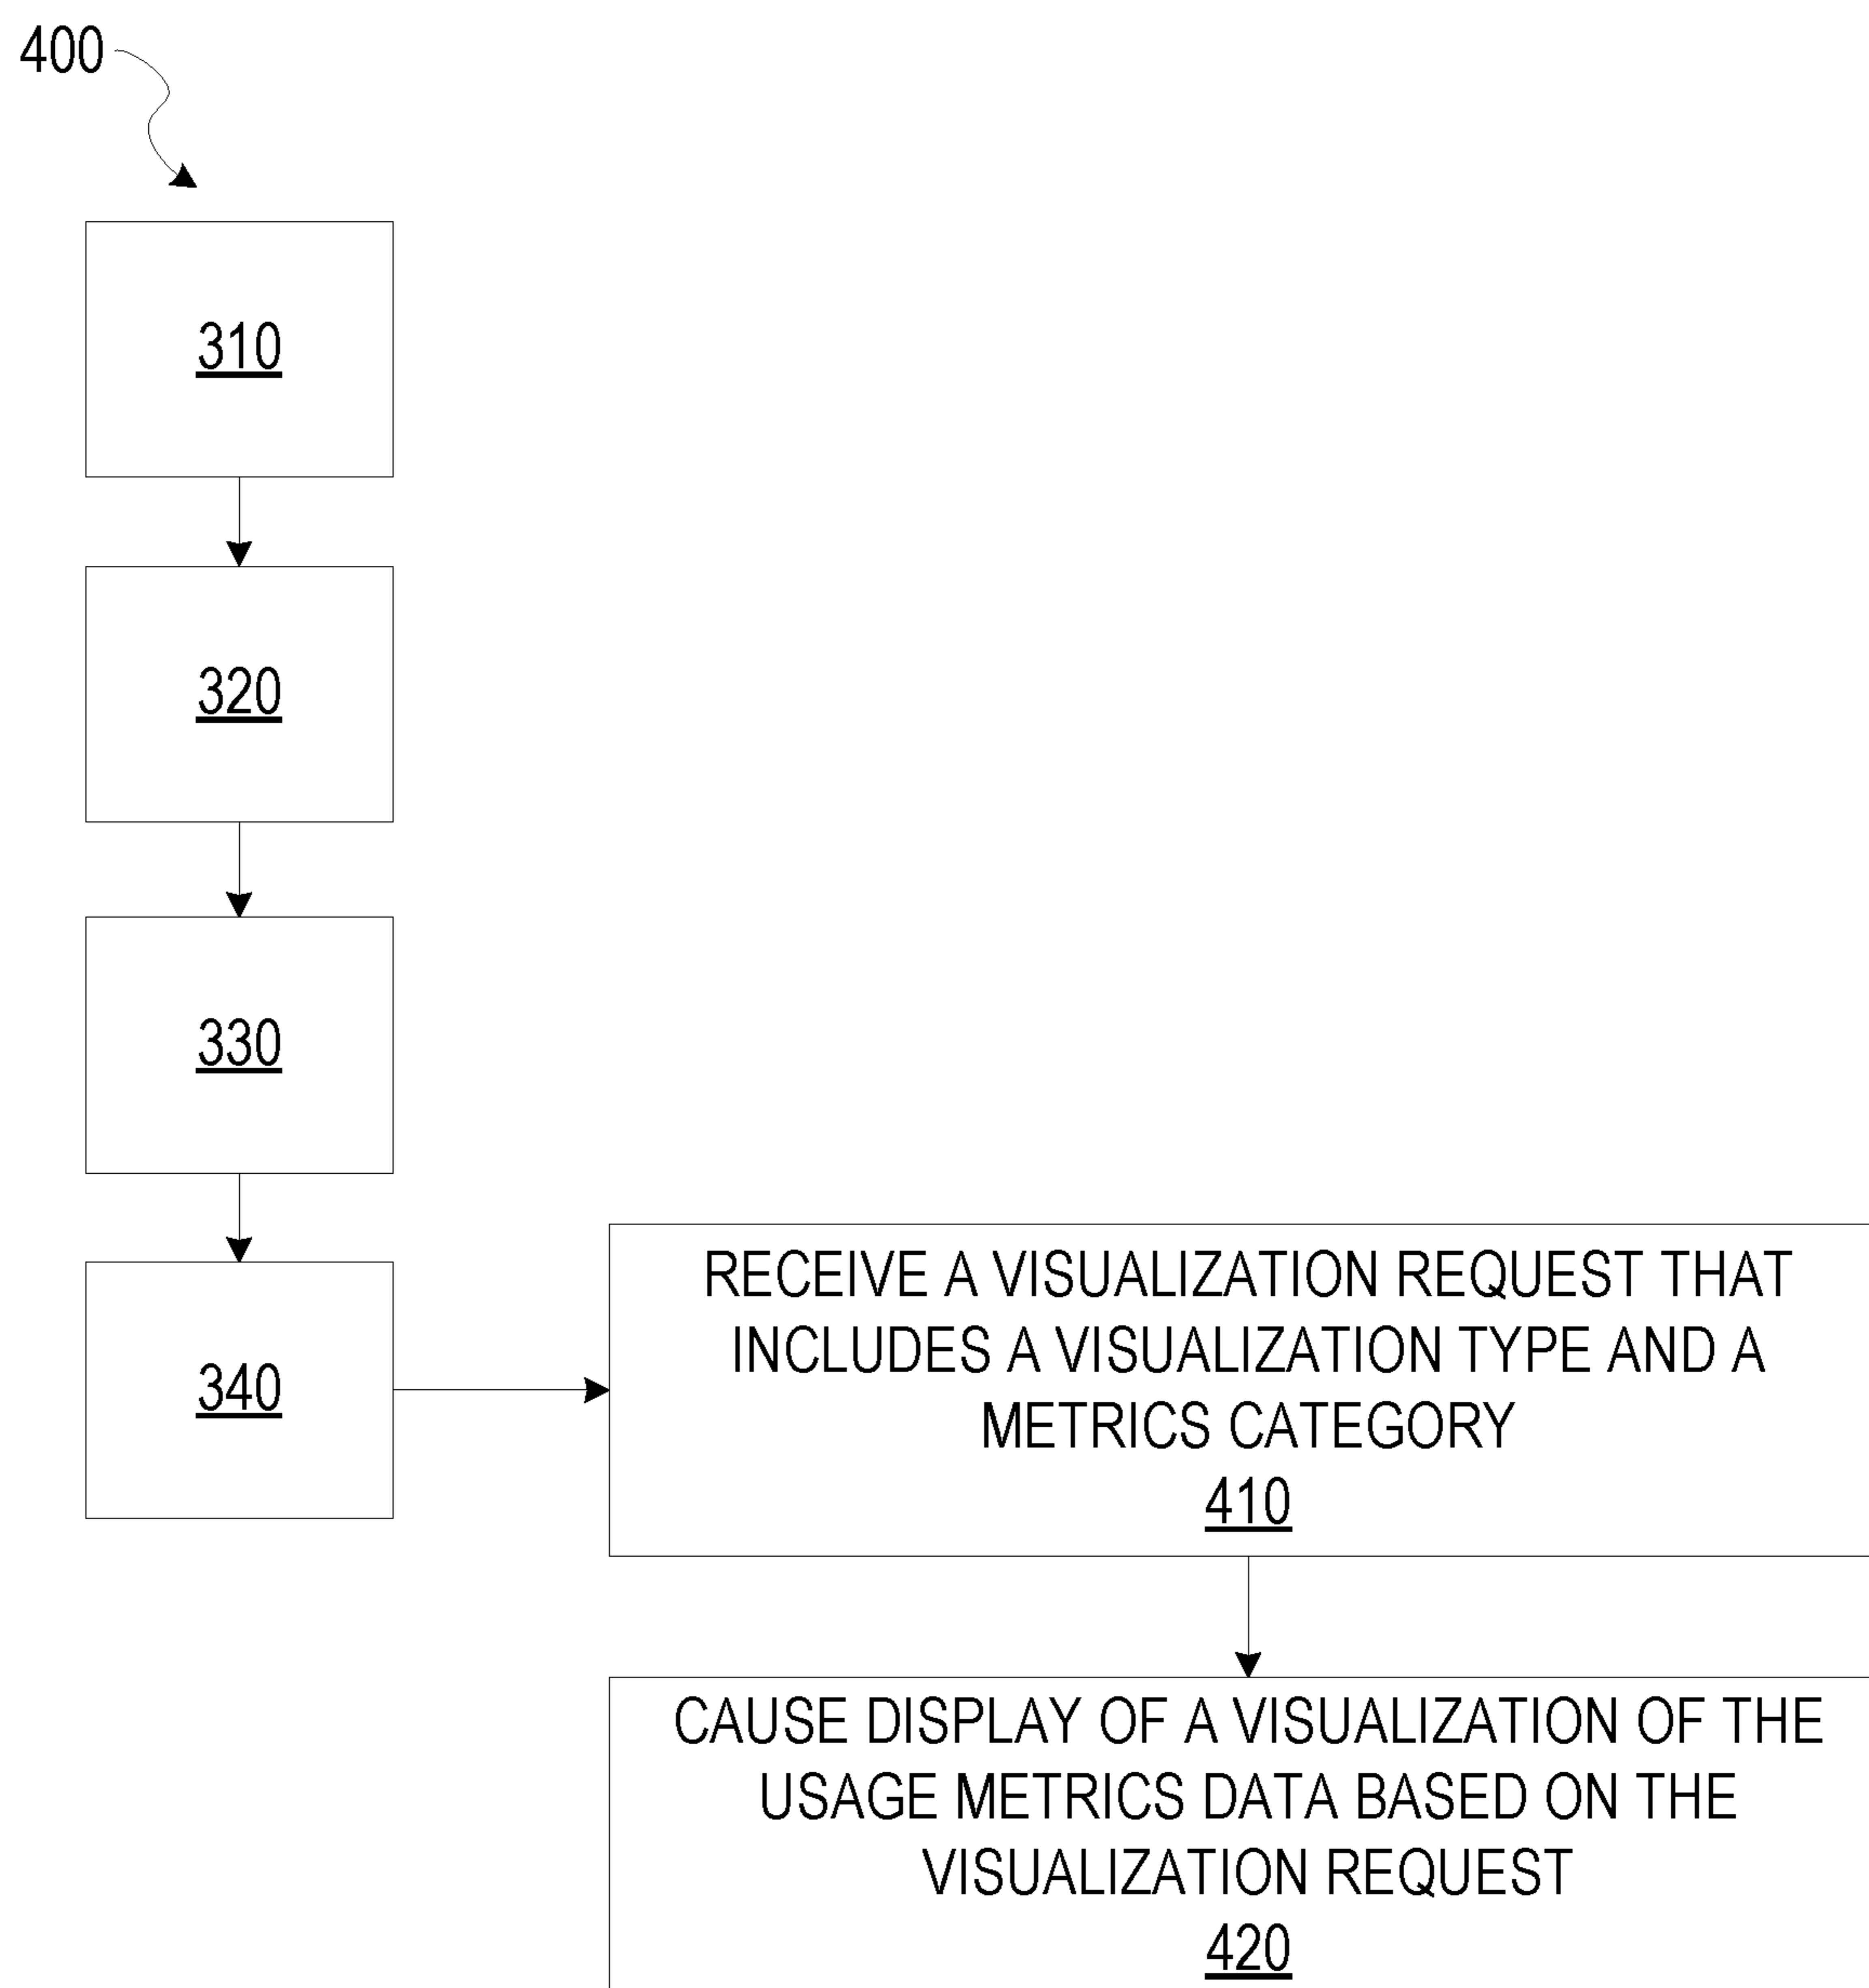 400
310
320
330
340
RECEIVE A VISUALIZATION REQUEST THAT
INCLUDES A VISUALIZATION TYPE AND A
METRICS CATEGORY
410
CAUSE DISPLAY OF A VISUALIZATION OF THE
USAGE METRICS DATA BASED ON THE
VISUALIZATION REQUEST
420